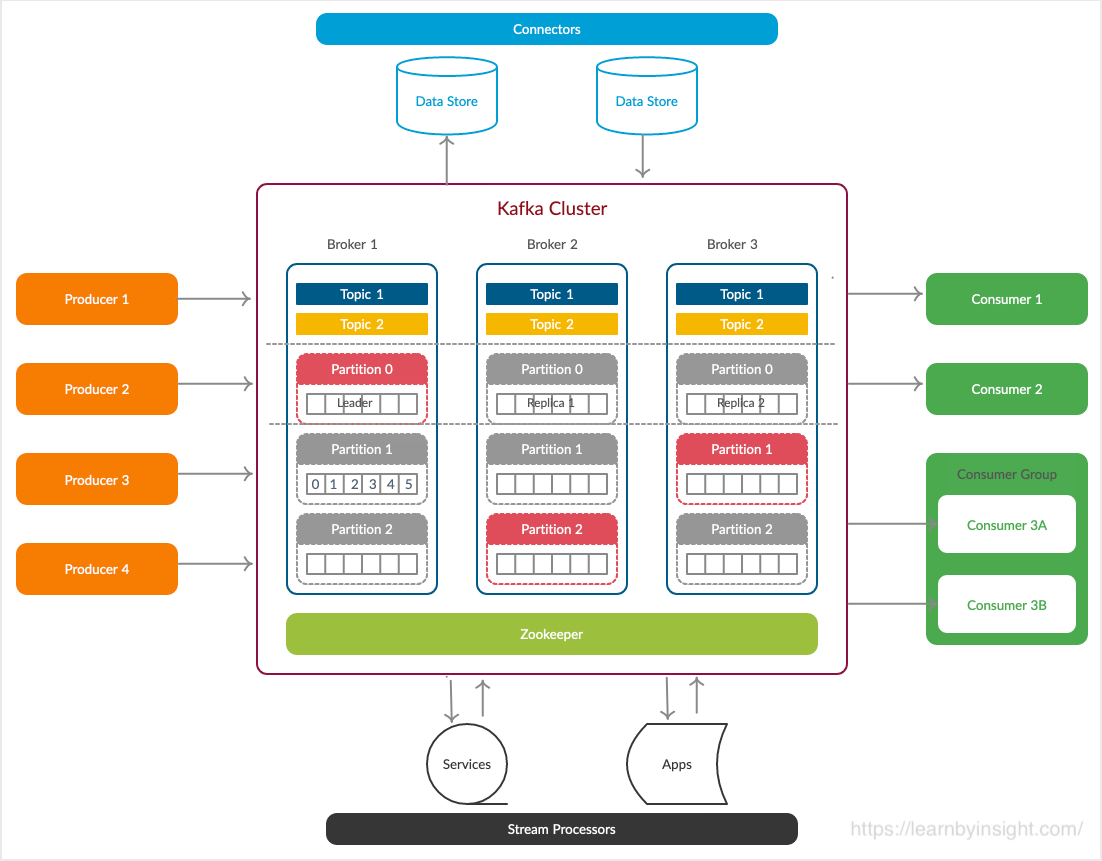 Connectors
Data Store
Data Store
Kafka Cluster
Broker 1
Broker 2
Broker 3
Producer 1
Producer 2
Producer 3
Producer 4
Topic 1
Topic 2
Partition 0
Leader
Partition 1
0 1 2 3 4 5
Partition 2
Topic 1
Topic 2
Partition 0
Replica 1
Partition 1
Partition 2
Topic 1
Topic 2
Partition 0
Replica 2
Partition 1
Partition 2
Zookeeper
Consumer 1
Consumer 2
Consumer Group
Consumer 3A
Consumer 3B
Services
Apps
Stream Processors
https://learnbyinsight.com/